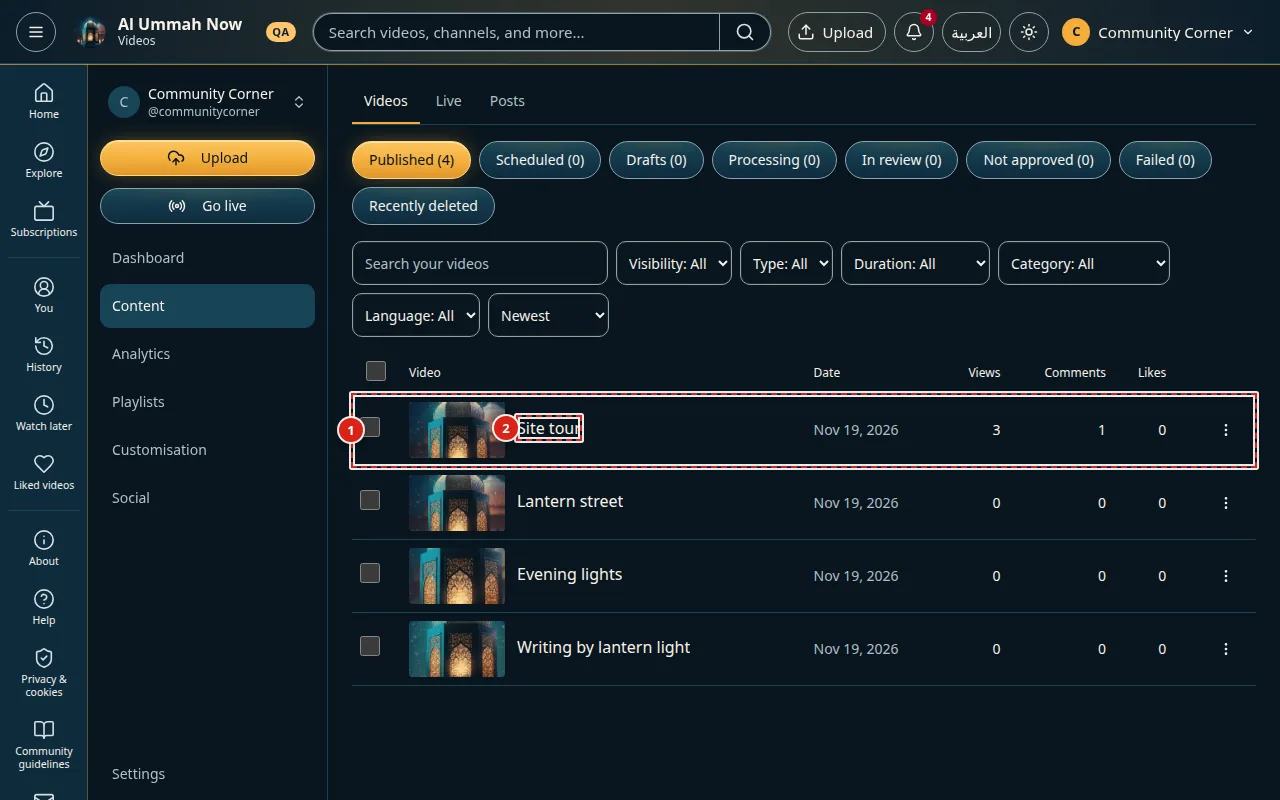 Al Ummah Now
Videos
QA
Search videos, channels, and more...
Upload
4
العربية
C
Community Corner
Home
Explore
Subscriptions
You
History
Watch later
Liked videos
About
Help
Privacy &
cookies
Community
guidelines
C
Community Corner
@communitycorner
Upload
Go live
Dashboard
Content
Analytics
Playlists
Customisation
Social
Settings
Videos Live Posts
Published (4) Scheduled (0) Drafts (0) Processing (0) In review (0) Not approved (0) Failed (0)
Recently deleted
Search your videos Visibility: All Type: All Duration: All Category: All
Language: All Newest
Video Date Views Comments Likes
1 2 Site tour Nov 19, 2026 3 1 0
Lantern street Nov 19, 2026 0 0 0
Evening lights Nov 19, 2026 0 0 0
Writing by lantern light Nov 19, 2026 0 0 0